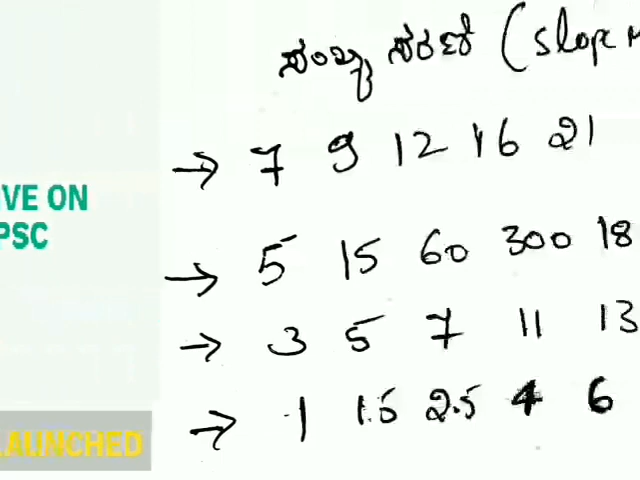 ಸಂಖ್ಯಾ ಸರಣಿ (slop
→ 7 9 12 16 21
VE ON
PSC
→ 5 15 60 300 18
→ 3 5 7 11 13
→ 1 1.5 2.5 4 6
LAUNCHED